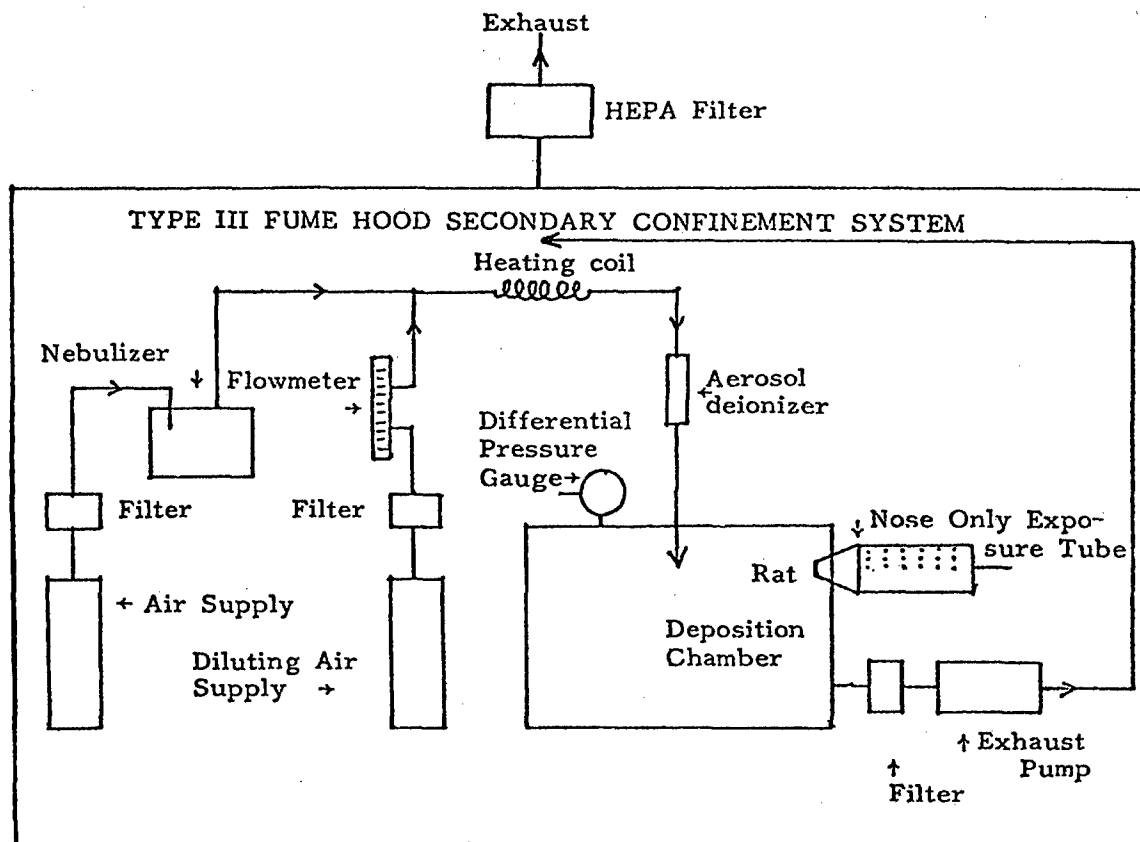 Exhaust
HEPA Filter
TYPE III FUME HOOD SECONDARY CONFINEMENT SYSTEM
Heating coil
Nebulizer
Flowmeter
Aerosol
deionizer
Differential
Pressure
Gauge
Filter
Filter
Nose Only Expo-
sure Tube
Rat
Air Supply
Deposition
Chamber
Diluting Air
Supply
Exhaust
Pump
Filter